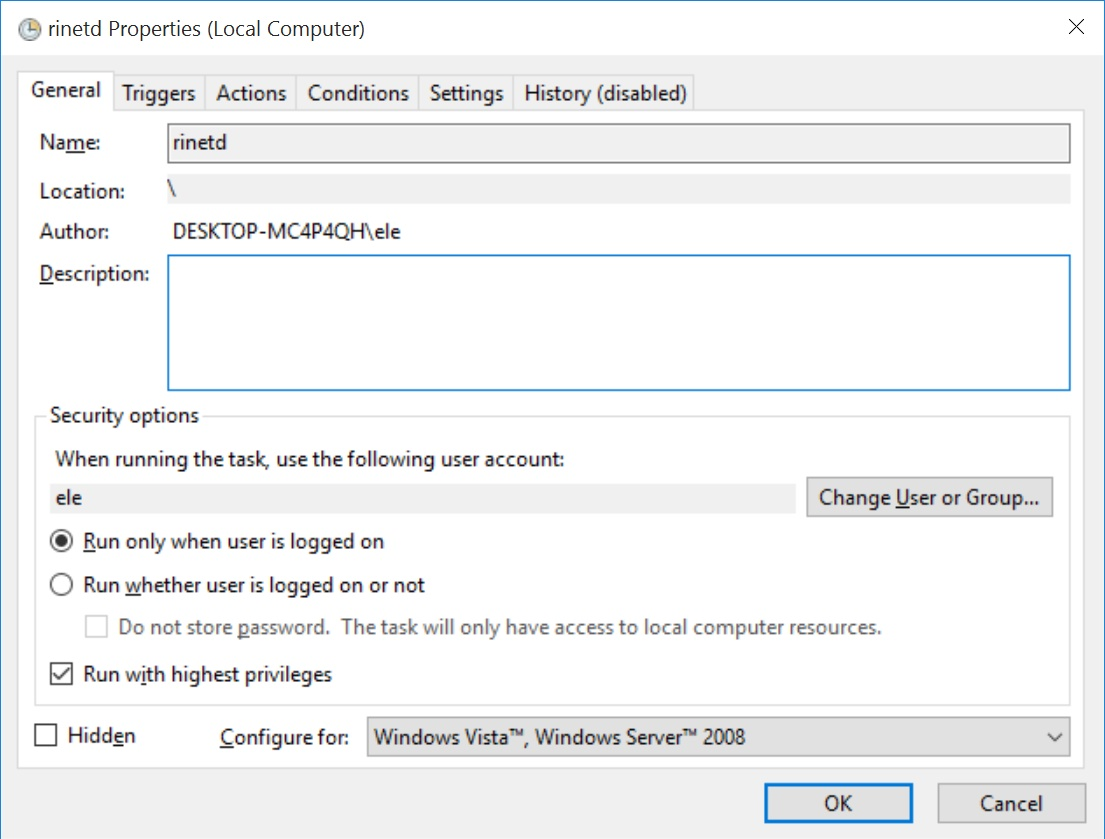 rinetd Properties (Local Computer)
General Triggers Actions Conditions Settings History (disabled)
Name: rinetd
Location: \
Author: DESKTOP-MC4P4QH\ele
Description:
Security options
When running the task, use the following user account:
ele Change User or Group...
Run only when user is logged on
Run whether user is logged on or not
Do not store password. The task will only have access to local computer resources.
Run with highest privileges
Hidden Configure for: Windows Vista™, Windows Server™ 2008
OK Cancel